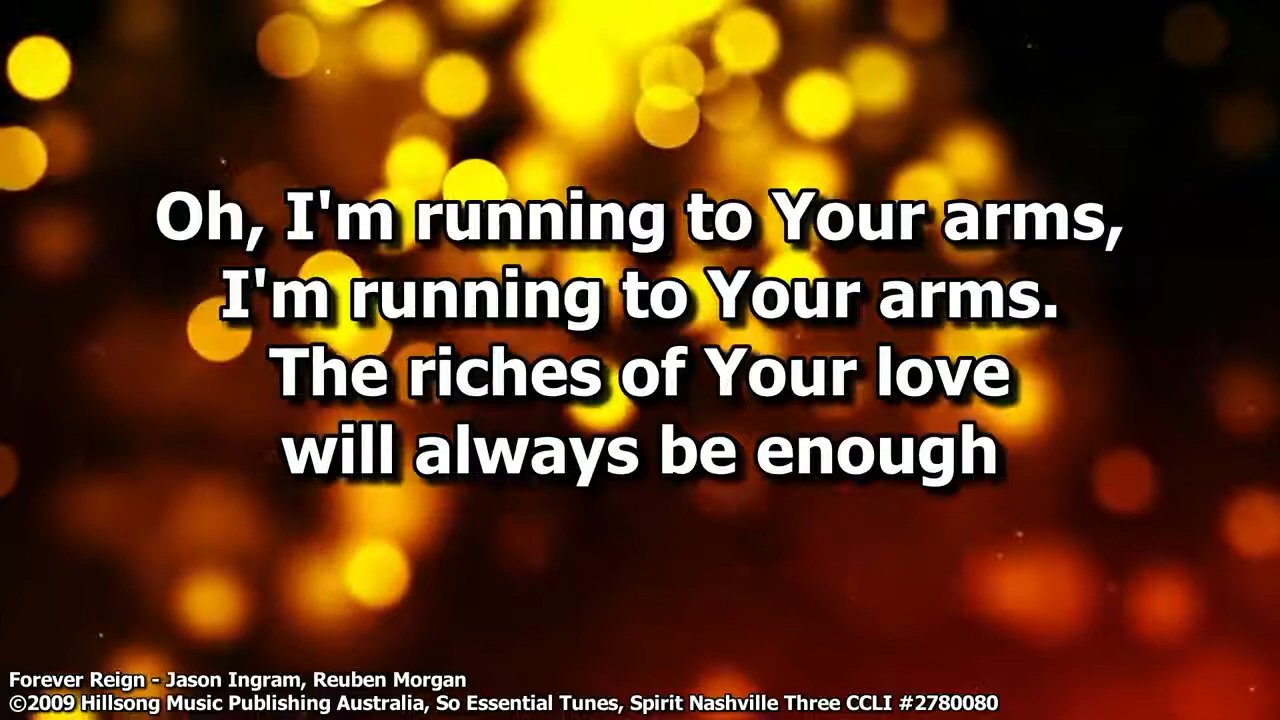 Oh, I'm running to Your arms,
I'm running to Your arms.
The riches of Your love
will always be enough
Forever Reign - Jason Ingram, Reuben Morgan
©2009 Hillsong Music Publishing Australia, So Essential Tunes, Spirit Nashville Three CCLI #2780080